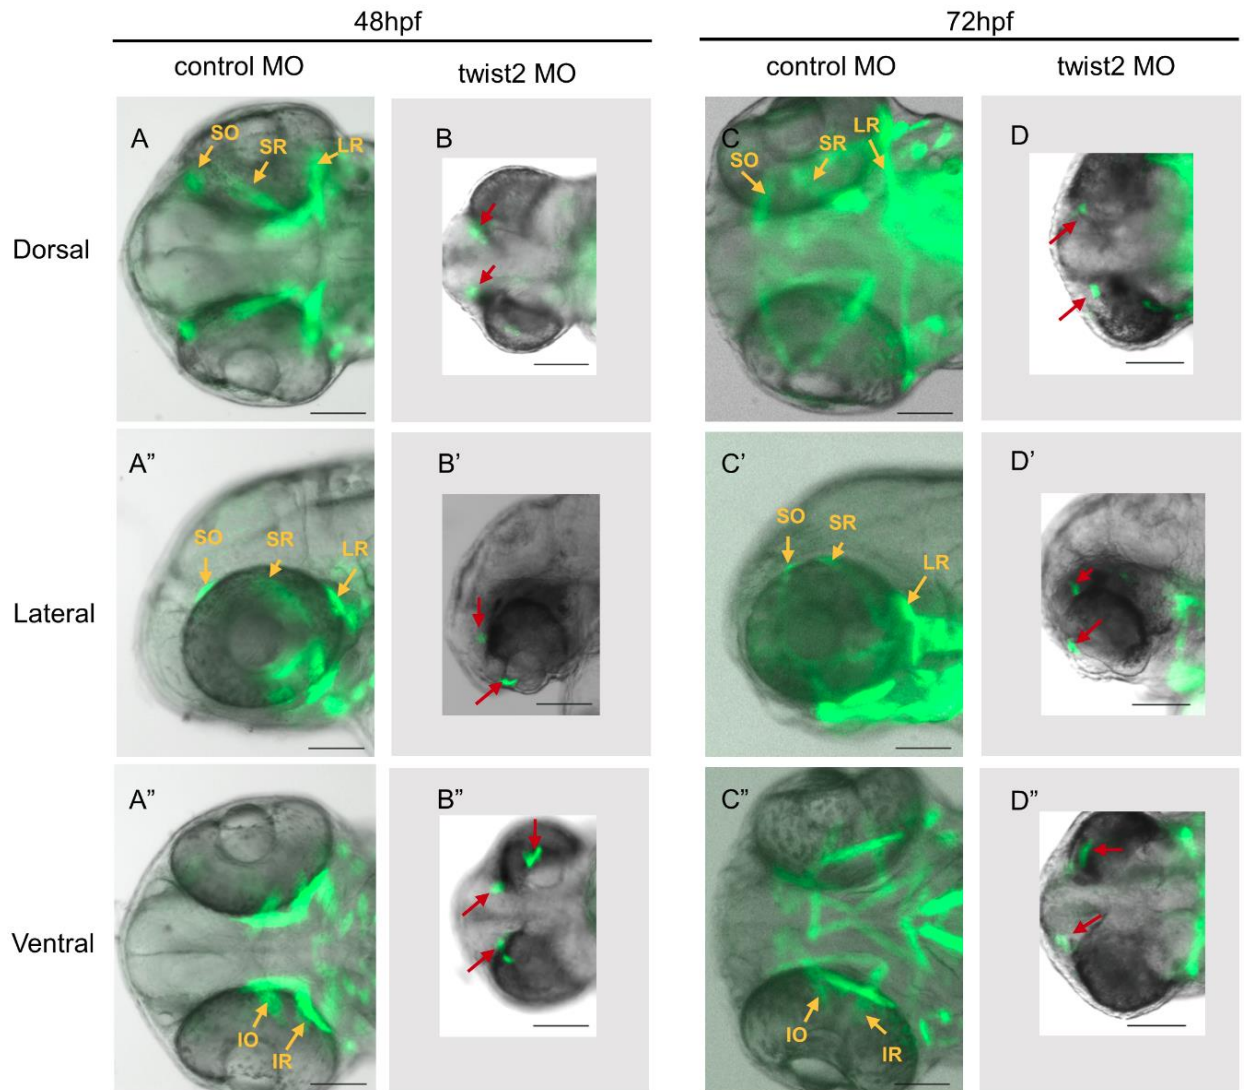 48hpf
72hpf
control MO
twist2 MO
control MO
twist2 MO
Dorsal
A
SO
SR
LR
B
C
SO
SR
LR
D
Lateral
A”
SO
SR
LR
B’
C’
SO
SR
LR
D’
Ventral
A”
IO
IR
B”
C”
IO
IR
D”